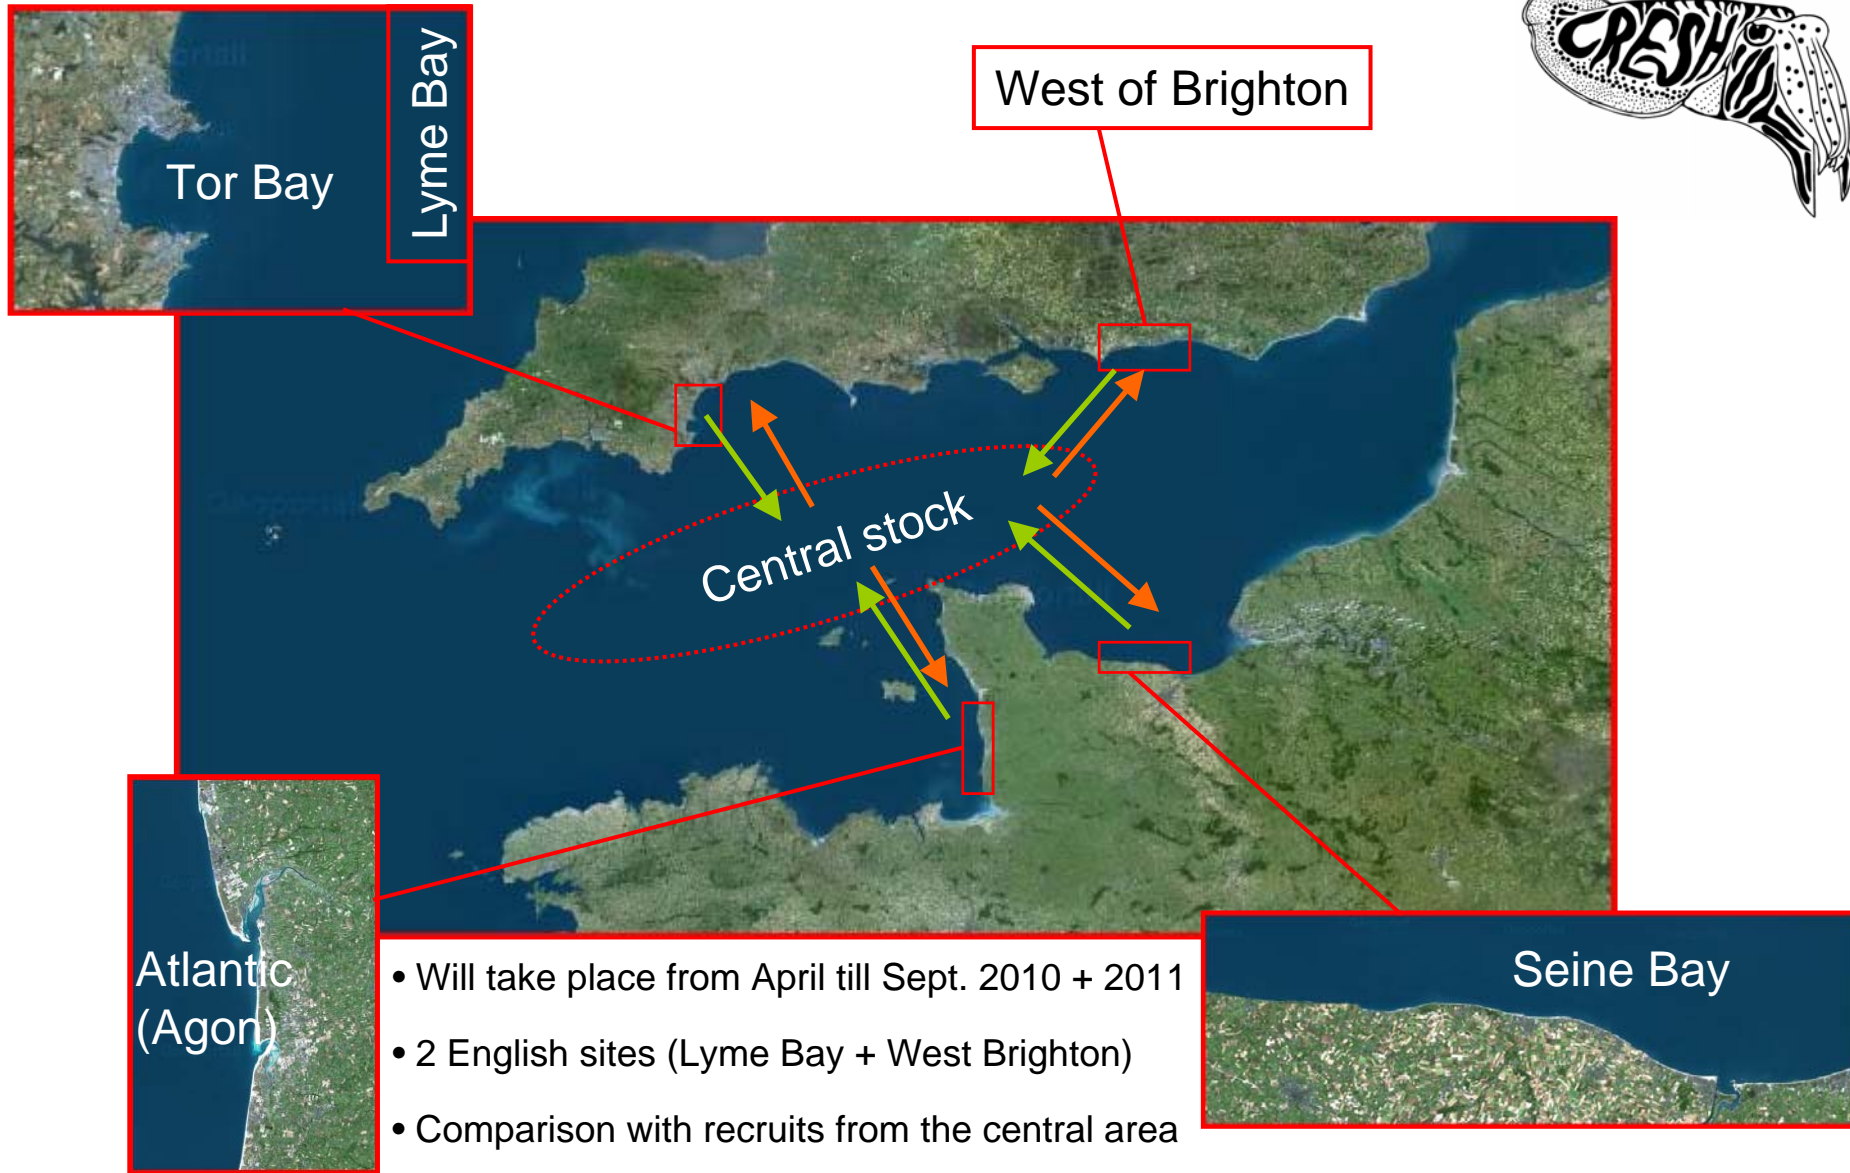 CRESH
Lyme Bay
Tor Bay
West of Brighton
Central stock
Atlantic
(Agon)
Seine Bay
• Will take place from April till Sept. 2010 + 2011
• 2 English sites (Lyme Bay + West Brighton)
• Comparison with recruits from the central area